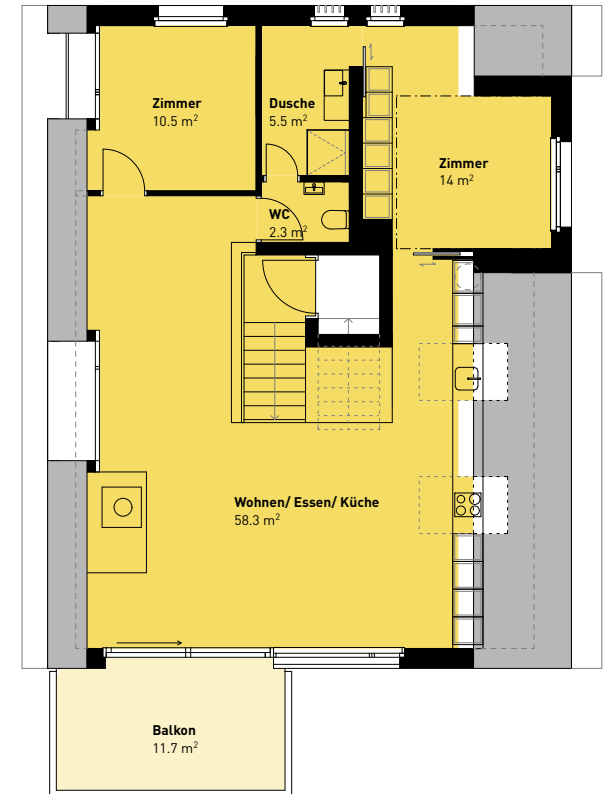 Zimmer
10.5 m²
Dusche
5.5 m²
Zimmer
14 m²
WC
2.3 m²
Wohnen/ Essen/ Küche
58.3 m²
Balkon
11.7 m²